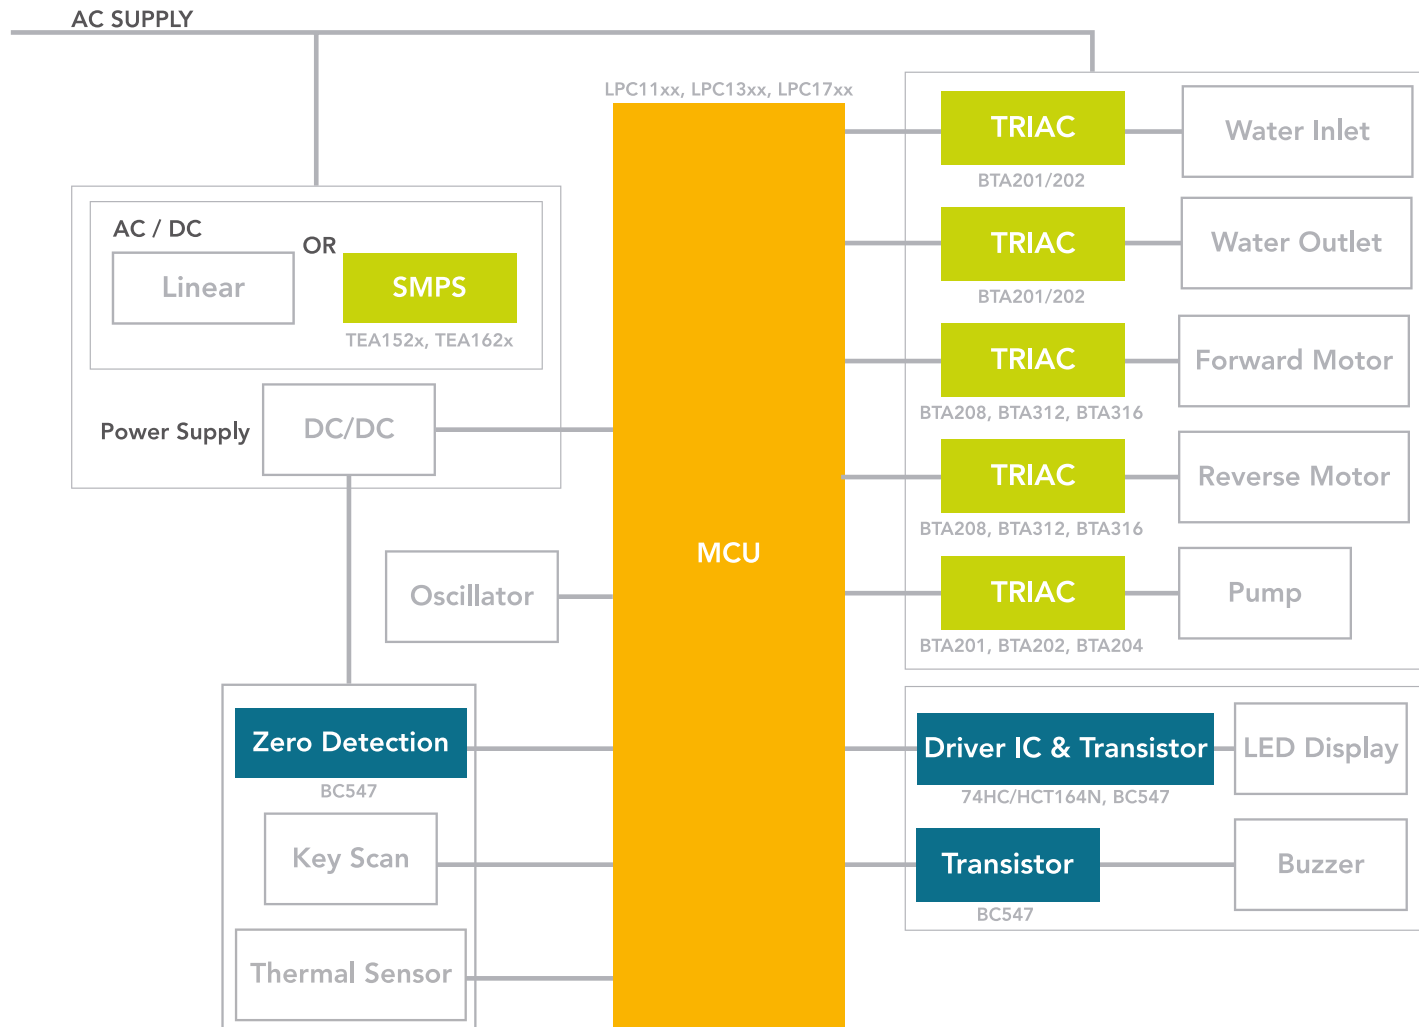 AC SUPPLY
LPC11xx, LPC13xx, LPC17xx
AC / DC
OR
Linear
SMPS
TEA152x, TEA162x
Power Supply
DC/DC
Oscillator
Zero Detection
BC547
Key Scan
Thermal Sensor
MCU
TRIAC
BTA201/202
Water Inlet
TRIAC
BTA201/202
Water Outlet
TRIAC
BTA208, BTA312, BTA316
Forward Motor
TRIAC
BTA208, BTA312, BTA316
Reverse Motor
TRIAC
BTA201, BTA202, BTA204
Pump
Driver IC & Transistor
74HC/HCT164N, BC547
LED Display
Transistor
BC547
Buzzer